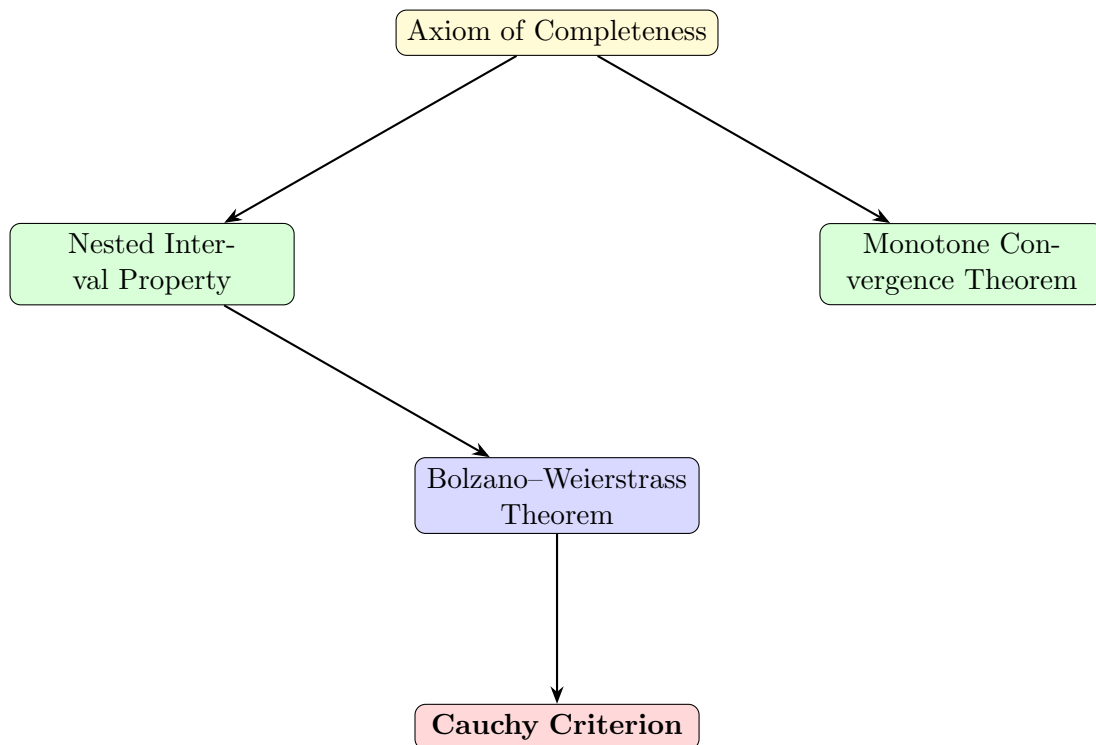 Axiom of Completeness
Nested Inter-
val Property
Monotone Con-
vergence Theorem
Bolzano–Weierstrass
Theorem
Cauchy Criterion